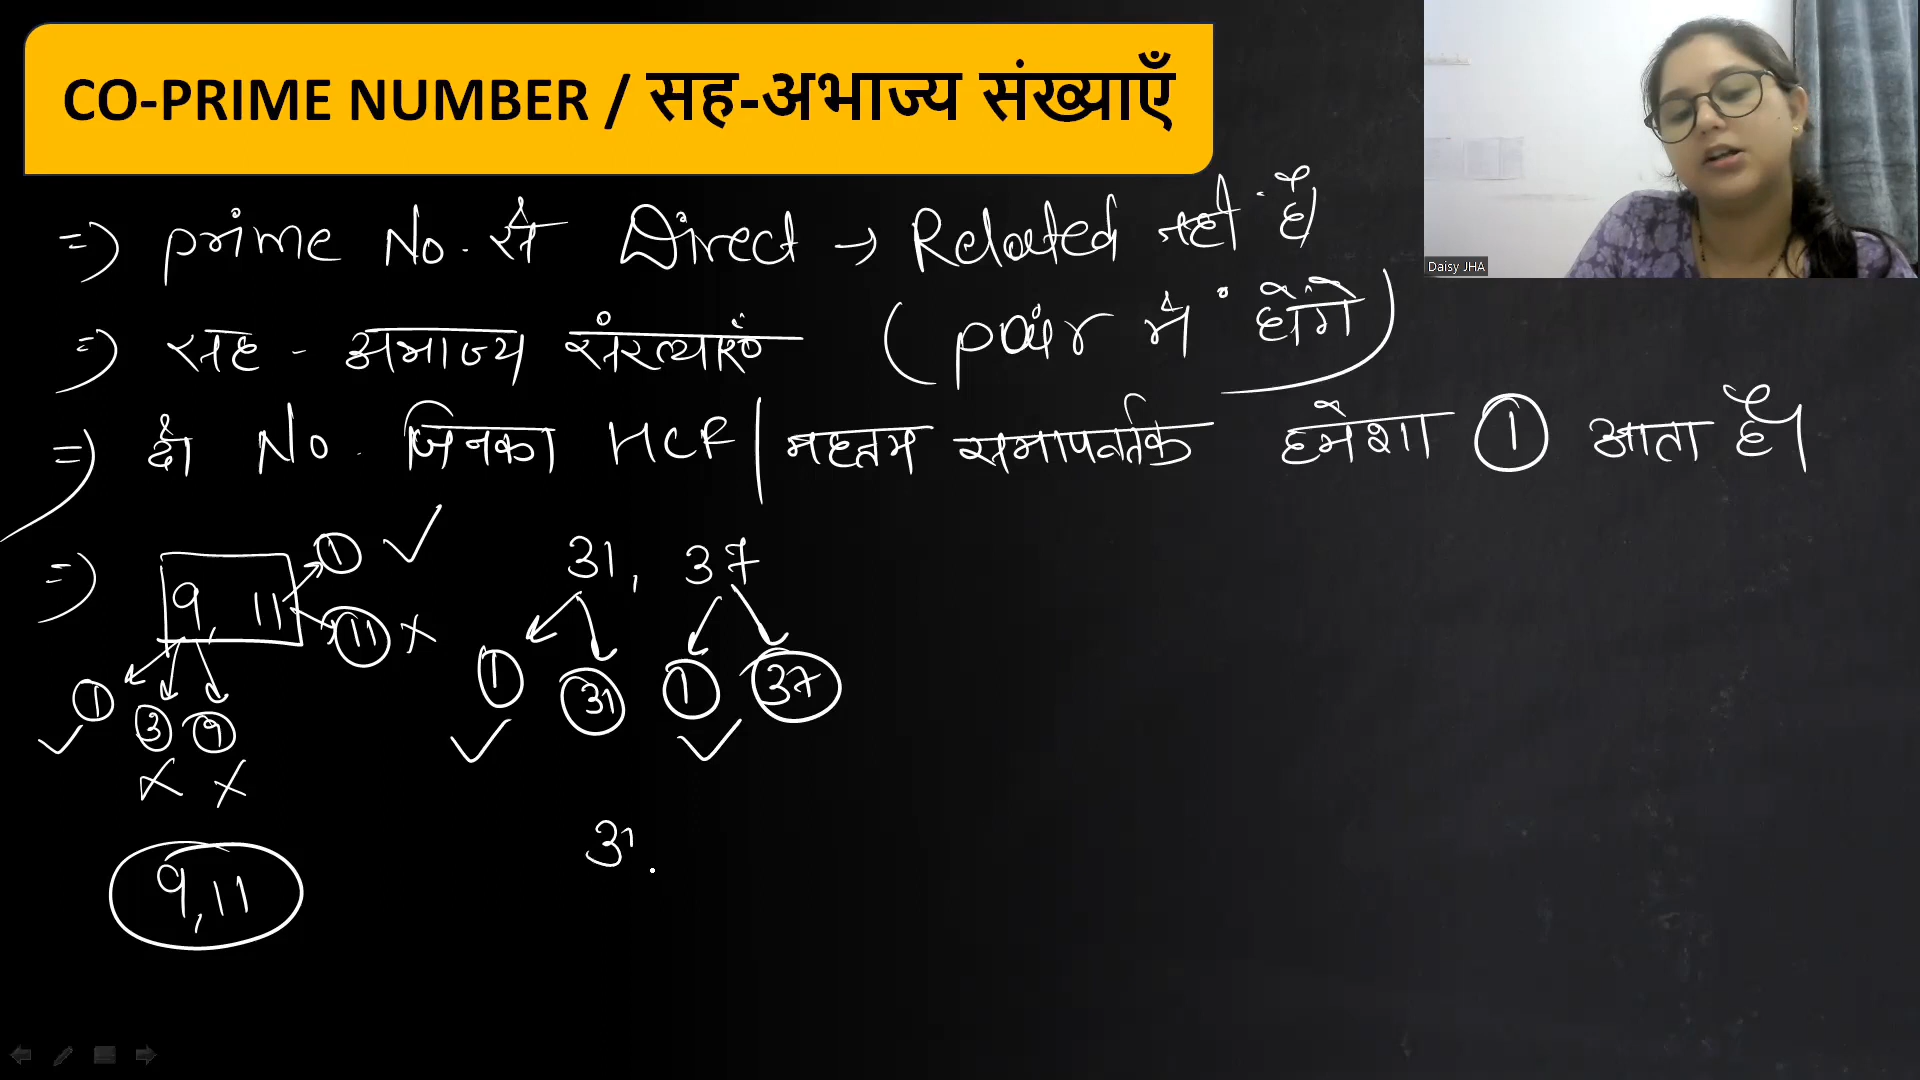 CO-PRIME NUMBER / सह-अभाज्य संख्याएँ
Daisy JHA
=> prime No. से Direct → Related नहीं है
=> सह - अभाज्य संख्याएं (pair में होंगे)
=> दो No. जिनका HCF | महत्तम समापवर्तक हमेशा 1 आता है।
=> 9, 11 1 ✓ 31, 37
11 ×
1 3 9 1 31 1 37
✓ × × ✓ ✓
31.
9, 11